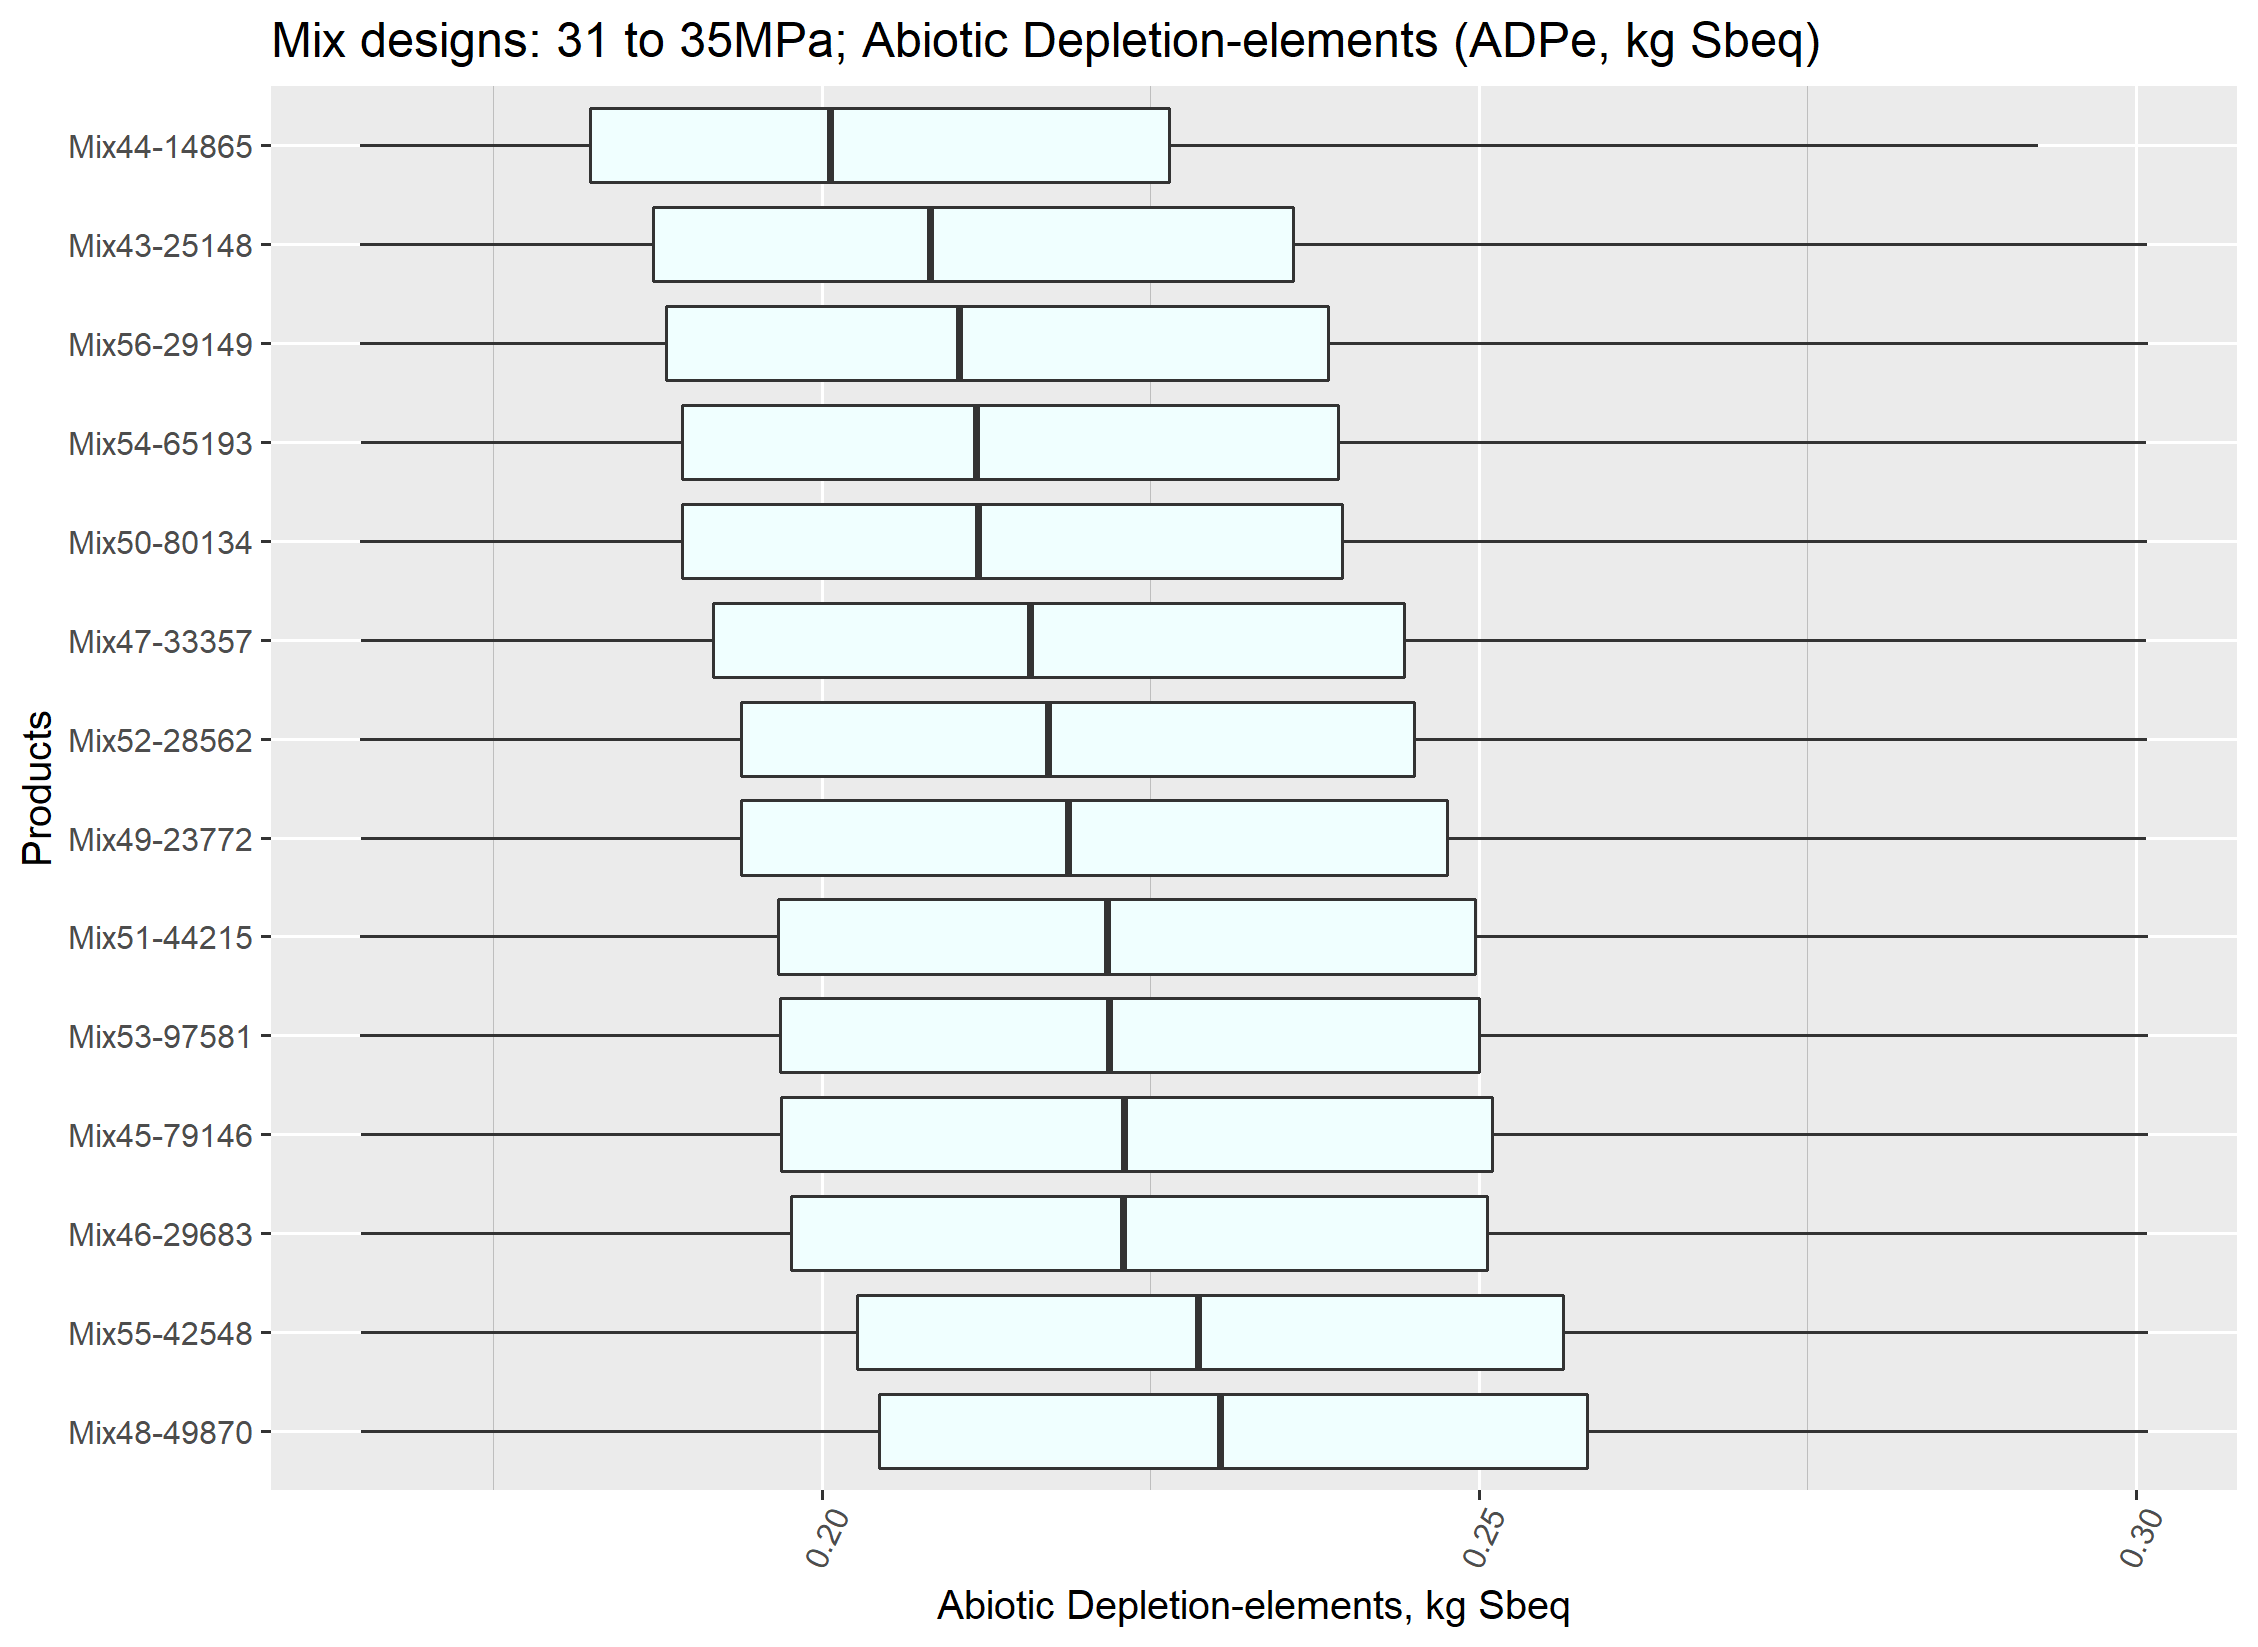 Mix designs: 31 to 35MPa; Abiotic Depletion-elements (ADPe, kg Sbeq)
Products
Mix44-14865
Mix43-25148
Mix56-29149
Mix54-65193
Mix50-80134
Mix47-33357
Mix52-28562
Mix49-23772
Mix51-44215
Mix53-97581
Mix45-79146
Mix46-29683
Mix55-42548
Mix48-49870
0.20
0.25
0.30
Abiotic Depletion-elements, kg Sbeq